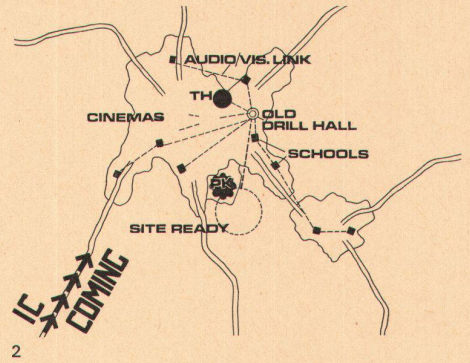 AUDIO/VIS. LINK
TH
OLD
DRILL HALL
CINEMAS
SCHOOLS
PK
SITE READY
IC
COMING
2